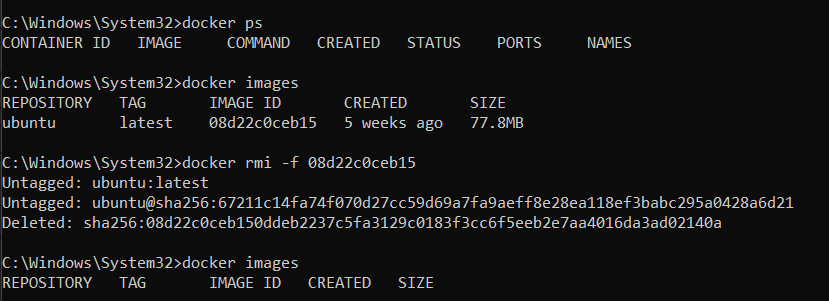 C:\Windows\System32>docker ps
CONTAINER ID   IMAGE     COMMAND   CREATED   STATUS    PORTS     NAMES
C:\Windows\System32>docker images
REPOSITORY   TAG       IMAGE ID       CREATED       SIZE
ubuntu       latest    08d22c0ceb15   5 weeks ago   77.8MB
C:\Windows\System32>docker rmi -f 08d22c0ceb15
Untagged: ubuntu:latest
Untagged: ubuntu@sha256:67211c14fa74f070d27cc59d69a7fa9aeff8e28ea118ef3babc295a0428a6d21
Deleted: sha256:08d22c0ceb150ddeb2237c5fa3129c0183f3cc6f5eeb2e7aa4016da3ad02140a
C:\Windows\System32>docker images
REPOSITORY   TAG       IMAGE ID   CREATED   SIZE